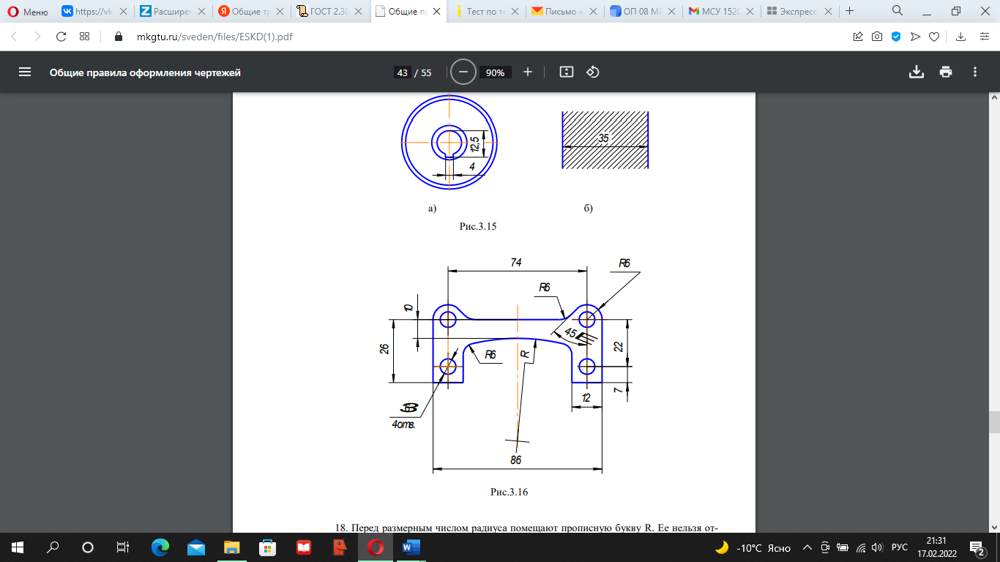 Меню
https://vk
Расширен
Общие тр
ГОСТ 2.30
Общие пр
Тест по те
Письмо «
ОП 08 МР
МСУ 1520
Экспресс
mkgtu.ru/sveden/files/ESKD(1).pdf
Общие правила оформления чертежей
43 / 55
90%
12,5
4
35
а)
б)
Рис.3.15
74
R6
R6
10
26
R6
R
45
22
7
12
4отв.
86
Рис.3.16
18. Перед размерным числом радиуса помещают прописную букву R. Ее нельзя от-
-10°C Ясно
РУС
21:31
17.02.2022
2